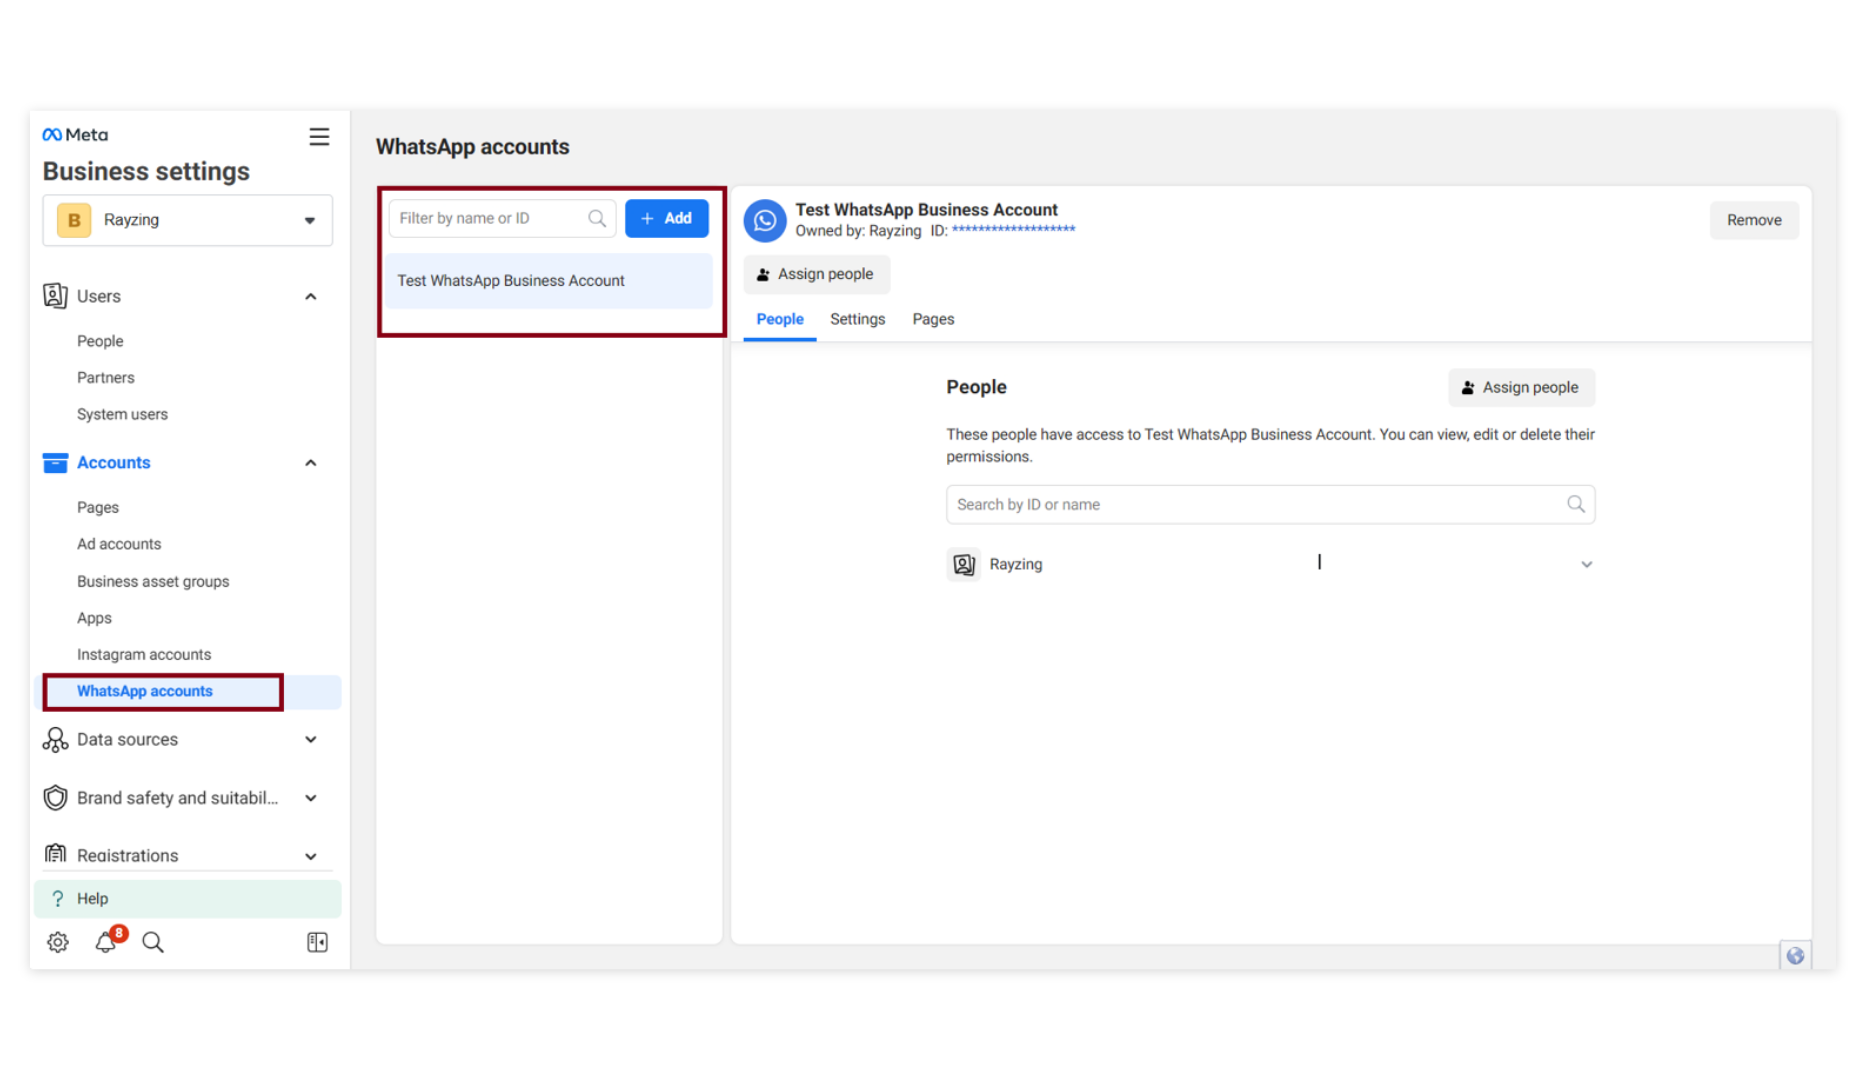 Meta
Business settings
B Rayzing
Users
People
Partners
System users
Accounts
Pages
Ad accounts
Business asset groups
Apps
Instagram accounts
WhatsApp accounts
Data sources
Brand safety and suitabil...
Registrations
? Help
8
WhatsApp accounts
Filter by name or ID
+ Add
Test WhatsApp Business Account
Test WhatsApp Business Account
Owned by: Rayzing ID: *******************
Remove
Assign people
People Settings Pages
People
Assign people
These people have access to Test WhatsApp Business Account. You can view, edit or delete their
permissions.
Search by ID or name
Rayzing